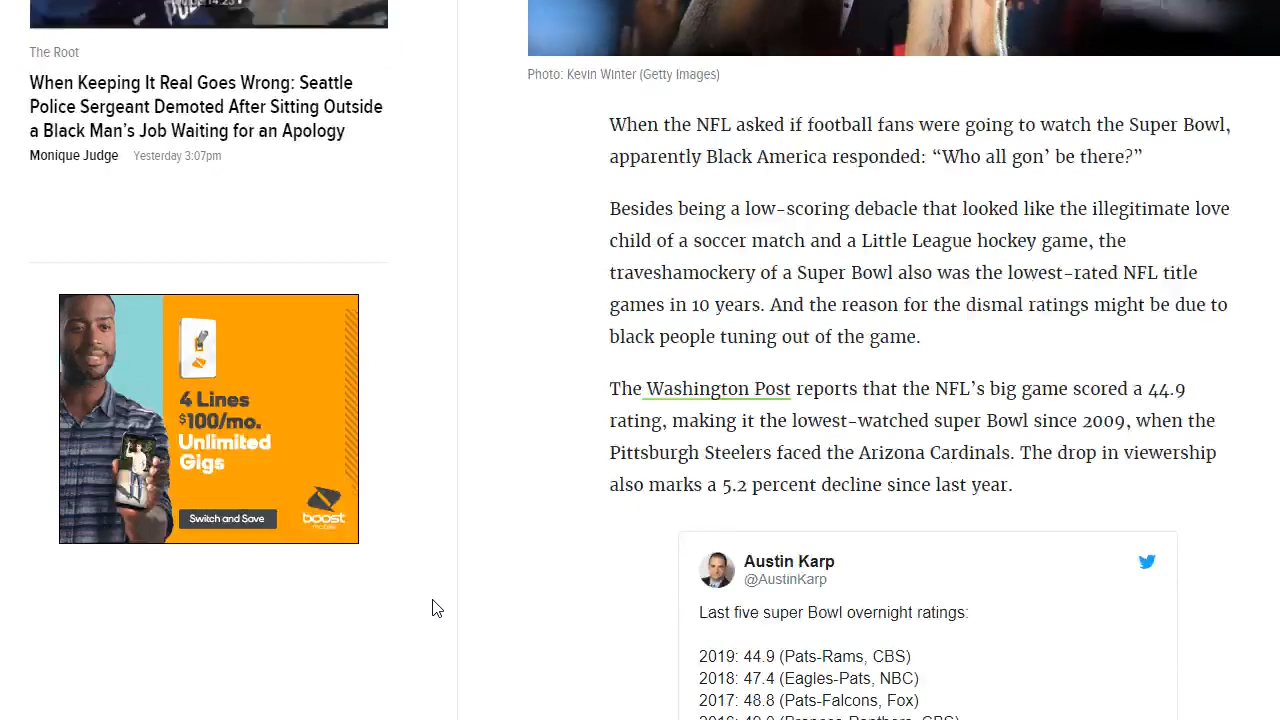 The Root
When Keeping It Real Goes Wrong: Seattle
Police Sergeant Demoted After Sitting Outside
a Black Man's Job Waiting for an Apology
Monique Judge Yesterday 3:07pm
4 Lines
$100/mo.
Unlimited
Gigs
Switch and Save
boost
mobile
Photo: Kevin Winter (Getty Images)
When the NFL asked if football fans were going to watch the Super Bowl,
apparently Black America responded: “Who all gon’ be there?”
Besides being a low-scoring debacle that looked like the illegitimate love
child of a soccer match and a Little League hockey game, the
traveshamockery of a Super Bowl also was the lowest-rated NFL title
games in 10 years. And the reason for the dismal ratings might be due to
black people tuning out of the game.
The Washington Post reports that the NFL’s big game scored a 44.9
rating, making it the lowest-watched super Bowl since 2009, when the
Pittsburgh Steelers faced the Arizona Cardinals. The drop in viewership
also marks a 5.2 percent decline since last year.
Austin Karp
@AustinKarp
Last five super Bowl overnight ratings:
2019: 44.9 (Pats-Rams, CBS)
2018: 47.4 (Eagles-Pats, NBC)
2017: 48.8 (Pats-Falcons, Fox)